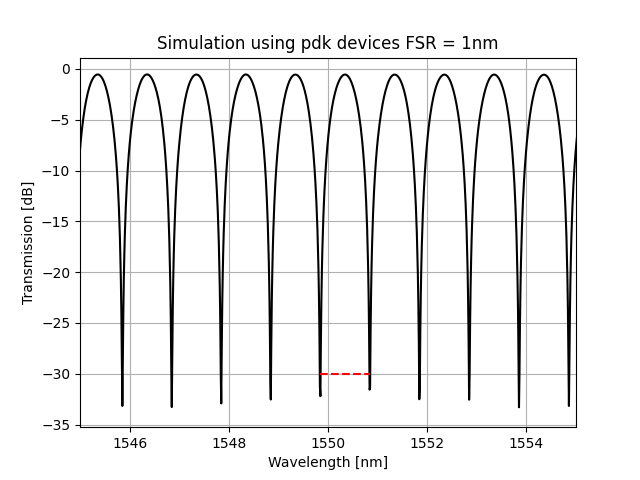 Simulation using pdk devices FSR = 1nm
0
−5
−10
−15
−20
−25
−30
−35
Transmission [dB]
1546 1548 1550 1552 1554
Wavelength [nm]